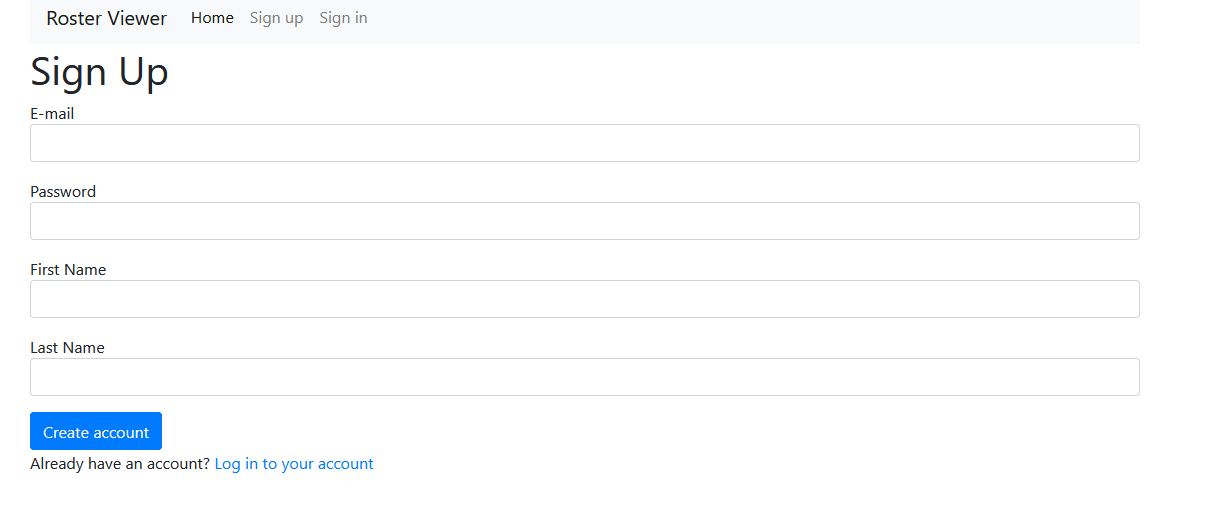 Roster Viewer Home Sign up Sign in
Sign Up
E-mail
Password
First Name
Last Name
Create account
Already have an account? Log in to your account